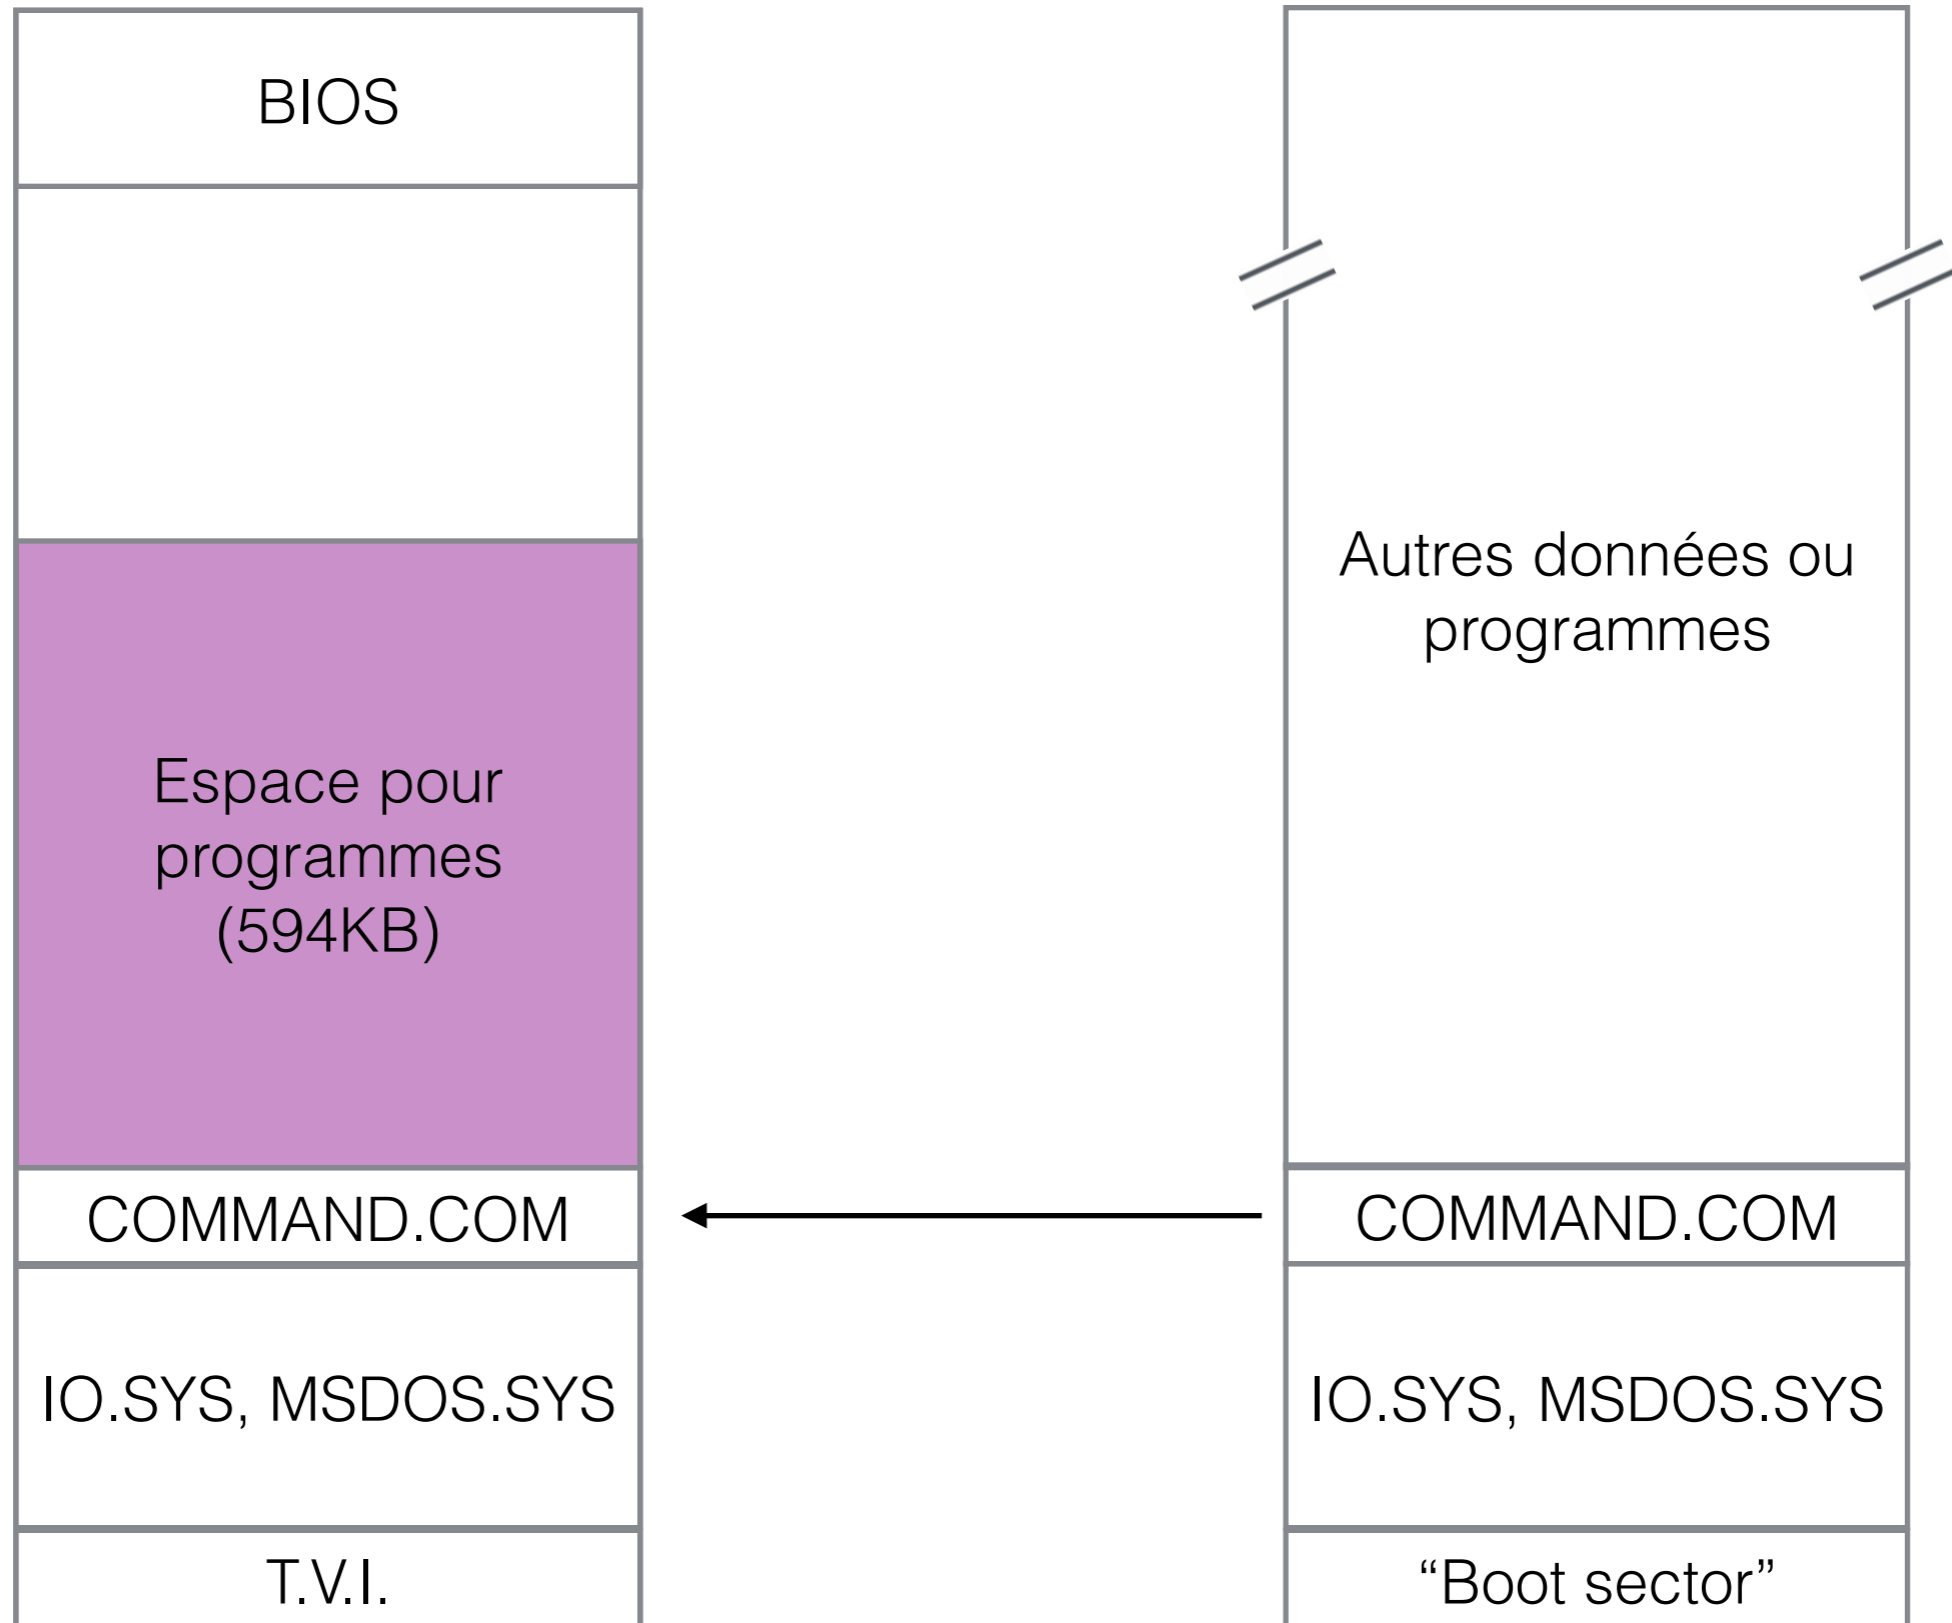 BIOS
Espace pour
programmes
(594KB)
COMMAND.COM
IO.SYS, MSDOS.SYS
T.V.I.
Autres données ou
programmes
COMMAND.COM
IO.SYS, MSDOS.SYS
“Boot sector”